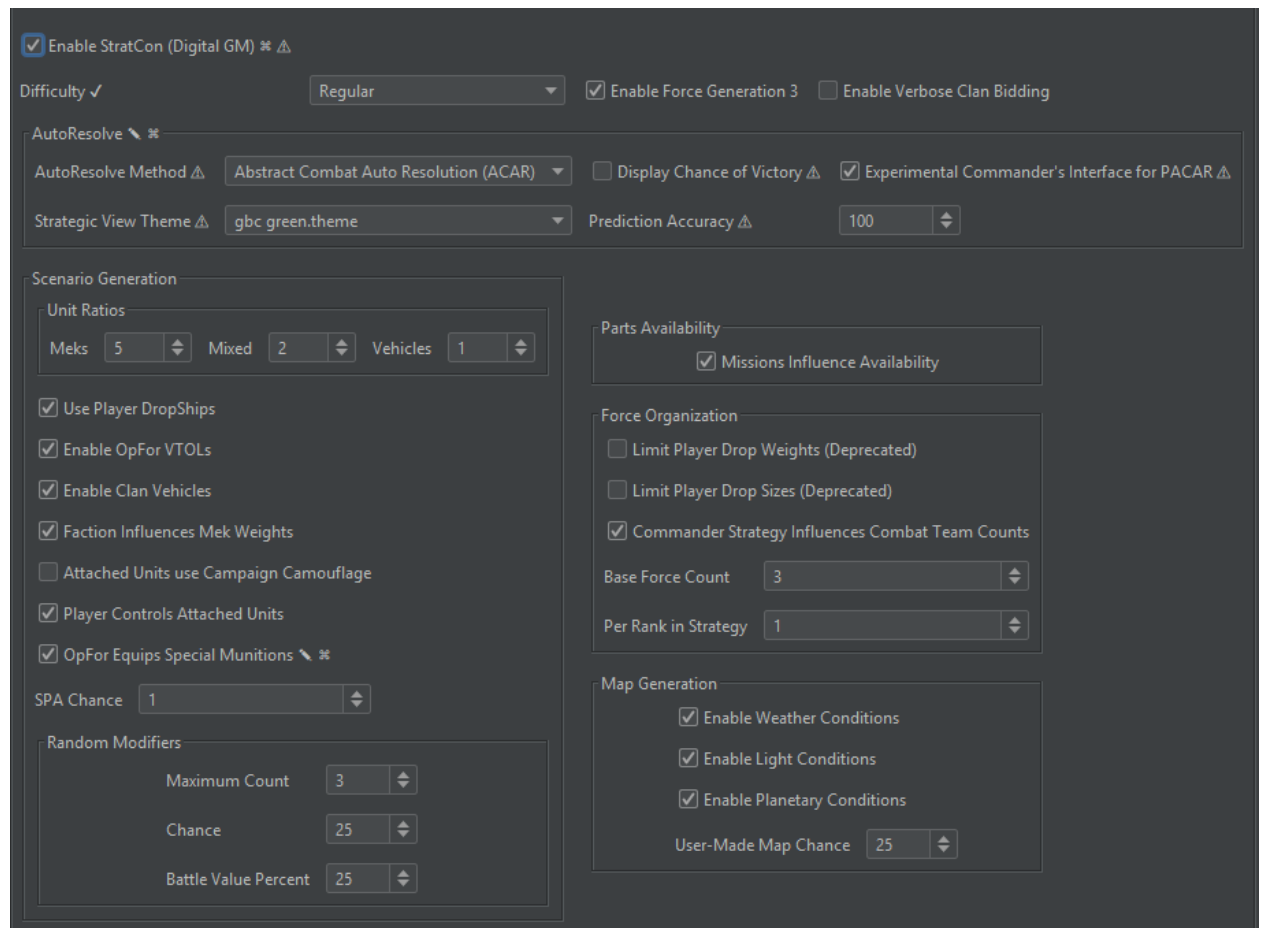 Enable StratCon (Digital GM) ⌘ ⚠
Difficulty ✓ Regular Enable Force Generation 3 Enable Verbose Clan Bidding
AutoResolve ✎ ⌘
AutoResolve Method ⚠ Abstract Combat Auto Resolution (ACAR) Display Chance of Victory ⚠ Experimental Commander's Interface for PACAR ⚠
Strategic View Theme ⚠ gbc green.theme Prediction Accuracy ⚠ 100
Scenario Generation
Unit Ratios
Meks 5 Mixed 2 Vehicles 1
Use Player DropShips
Enable OpFor VTOLs
Enable Clan Vehicles
Faction Influences Mek Weights
Attached Units use Campaign Camouflage
Player Controls Attached Units
OpFor Equips Special Munitions ✎ ⌘
SPA Chance 1
Random Modifiers
Maximum Count 3
Chance 25
Battle Value Percent 25
Parts Availability
Missions Influence Availability
Force Organization
Limit Player Drop Weights (Deprecated)
Limit Player Drop Sizes (Deprecated)
Commander Strategy Influences Combat Team Counts
Base Force Count 3
Per Rank in Strategy 1
Map Generation
Enable Weather Conditions
Enable Light Conditions
Enable Planetary Conditions
User-Made Map Chance 25